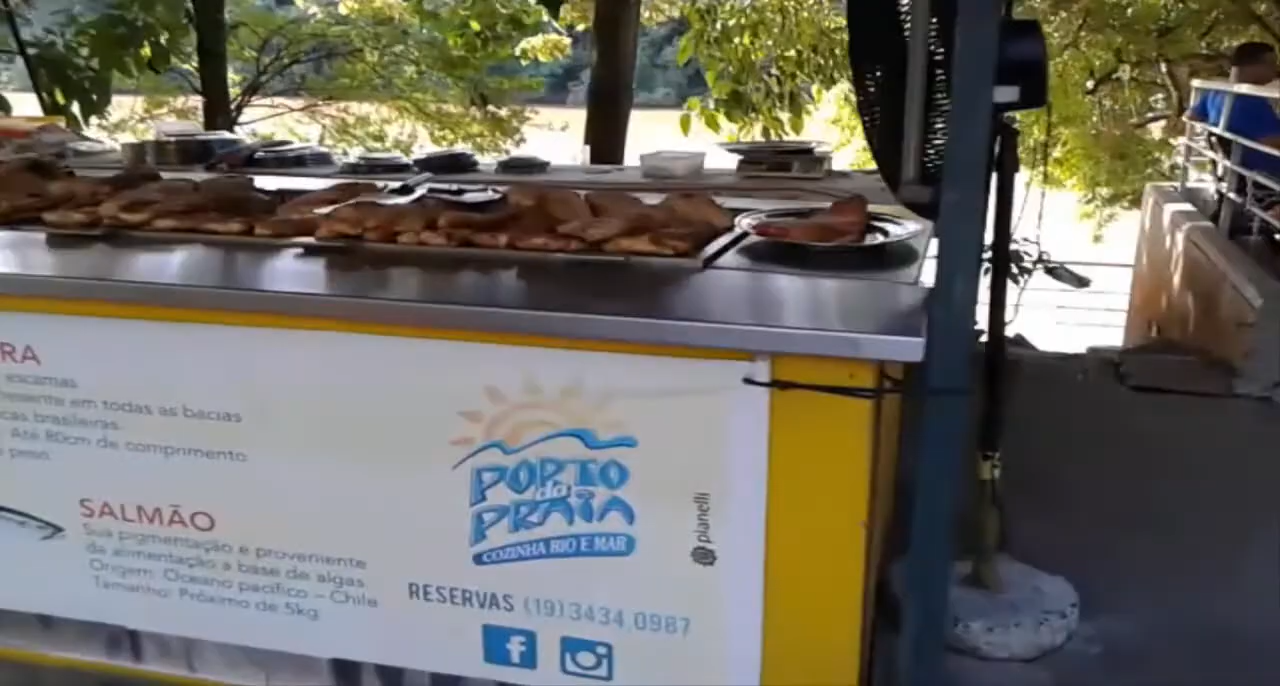 RA
escamas.
presente em todas as bacias
cas brasileiras.
Até 80cm de comprimento
peso.
SALMÃO
Sua pigmentação é proveniente
da alimentação a base de algas.
Origem: Oceano pacífico – Chile
Tamanho: Próximo de 5kg
PORTO
da
PRAIA
COZINHA RIO E MAR
RESERVAS (19) 3434.0987
pianelli